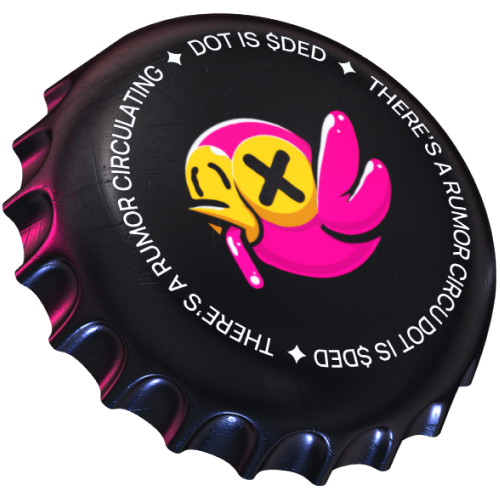 THERE'S A RUMOR CIRCULATING ✦ DOT IS $DED ✦ THERE'S A RUMOR CIRCU DOT IS $DED ✦